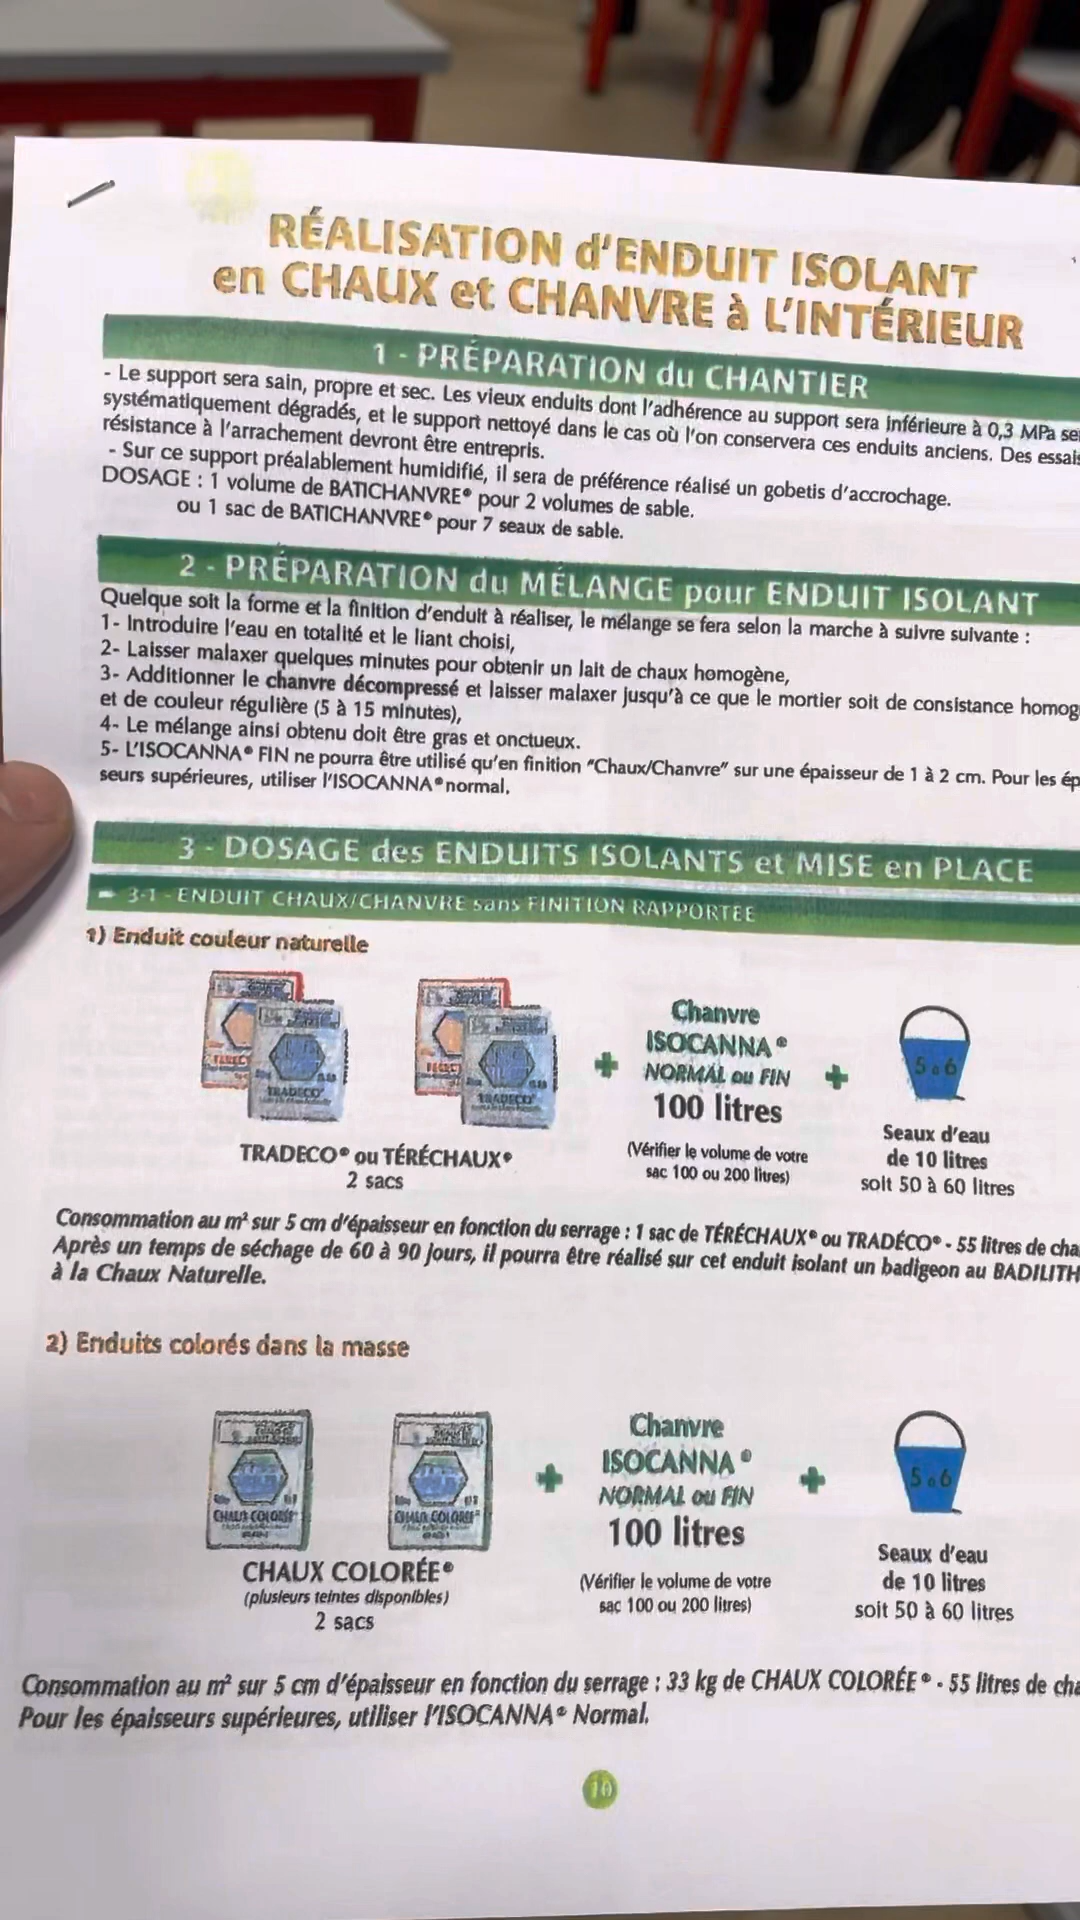 RÉALISATION d'ENDUIT ISOLANT
en CHAUX et CHANVRE à L'INTÉRIEUR
1 - PRÉPARATION du CHANTIER
- Le support sera sain, propre et sec. Les vieux enduits dont l'adhérence au support sera inférieure à 0,3 MPa
systématiquement dégradés, et le support nettoyé dans le cas où l'on conservera ces enduits anciens. Des essais
résistance à l'arrachement devront être entrepris.
- Sur ce support préalablement humidifié, il sera de préférence réalisé un gobetis d'accrochage.
DOSAGE : 1 volume de BATICHANVRE® pour 2 volumes de sable.
ou 1 sac de BATICHANVRE® pour 7 seaux de sable.
2 - PRÉPARATION du MÉLANGE pour ENDUIT ISOLANT
Quelque soit la forme et la finition d'enduit à réaliser, le mélange se fera selon la marche à suivre suivante :
1- Introduire l'eau en totalité et le liant choisi,
2- Laisser malaxer quelques minutes pour obtenir un lait de chaux homogène,
3- Additionner le chanvre décompressé et laisser malaxer jusqu'à ce que le mortier soit de consistance homog
et de couleur régulière (5 à 15 minutes),
4- Le mélange ainsi obtenu doit être gras et onctueux.
5- L'ISOCANNA® FIN ne pourra être utilisé qu'en finition "Chaux/Chanvre" sur une épaisseur de 1 à 2 cm. Pour les ép
seurs supérieures, utiliser l'ISOCANNA® normal.
3 - DOSAGE des ENDUITS ISOLANTS et MISE en PLACE
3-1 - ENDUIT CHAUX/CHANVRE sans FINITION RAPPORTÉE
1) Enduit couleur naturelle
TRADECO
TRADECO
+
Chanvre
ISOCANNA®
NORMAL ou FIN
100 litres
(Vérifier le volume de votre
sac 100 ou 200 litres)
+
5 à 6
Seaux d'eau
de 10 litres
soit 50 à 60 litres
TRADECO® ou TÉRÉCHAUX®
2 sacs
Consommation au m² sur 5 cm d'épaisseur en fonction du serrage : 1 sac de TÉRÉCHAUX® ou TRADÉCO® - 55 litres de cha
Après un temps de séchage de 60 à 90 jours, il pourra être réalisé sur cet enduit isolant un badigeon au BADILITH
à la Chaux Naturelle.
2) Enduits colorés dans la masse
CHAUX COLORÉE
CHAUX COLORÉE
+
Chanvre
ISOCANNA®
NORMAL ou FIN
100 litres
(Vérifier le volume de votre
sac 100 ou 200 litres)
+
5 à 6
Seaux d'eau
de 10 litres
soit 50 à 60 litres
CHAUX COLORÉE®
(plusieurs teintes disponibles)
2 sacs
Consommation au m² sur 5 cm d'épaisseur en fonction du serrage : 33 kg de CHAUX COLORÉE® - 55 litres de cha
Pour les épaisseurs supérieures, utiliser l'ISOCANNA® Normal.
10